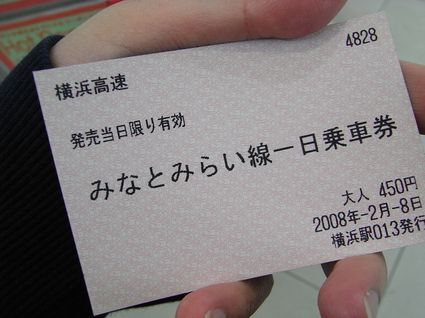 4828
横浜高速
発売当日限り有効
みなとみらい線一日乗車券
大人 450円
2008年-2月-8日
横浜駅013発行